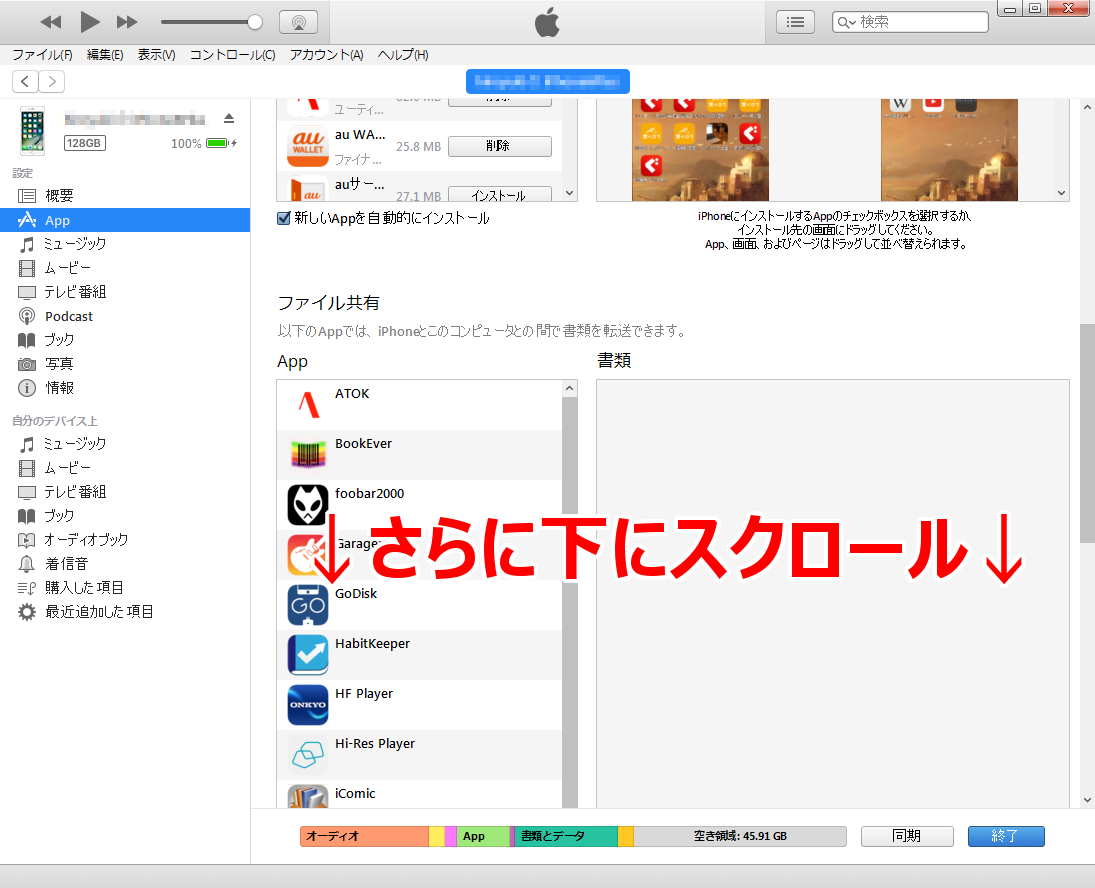 検索
ファイル(F) 編集(E) 表示(V) コントロール(C) アカウント(A) ヘルプ(H)
128GB 100%
設定
概要
App
ミュージック
ムービー
テレビ番組
Podcast
ブック
写真
情報
自分のデバイス上
ミュージック
ムービー
テレビ番組
ブック
オーディオブック
着信音
購入した項目
最近追加した項目
ユーティ...
au WA...
ファイナ...
25.8 MB
削除
auサー...
27.1 MB
インストール
新しいAppを自動的にインストール
iPhoneにインストールするAppのチェックボックスを選択するか、
インストール先の画面にドラッグしてください。
App、画面、およびページはドラッグして並べ替えられます。
ファイル共有
以下のAppでは、iPhoneとこのコンピュータとの間で書類を転送できます。
App
書類
ATOK
BookEver
foobar2000
↓さらに下にスクロール↓
GoDisk
HabitKeeper
HF Player
Hi-Res Player
iComic
オーディオ App 書類とデータ 空き領域: 45.91 GB
同期
終了